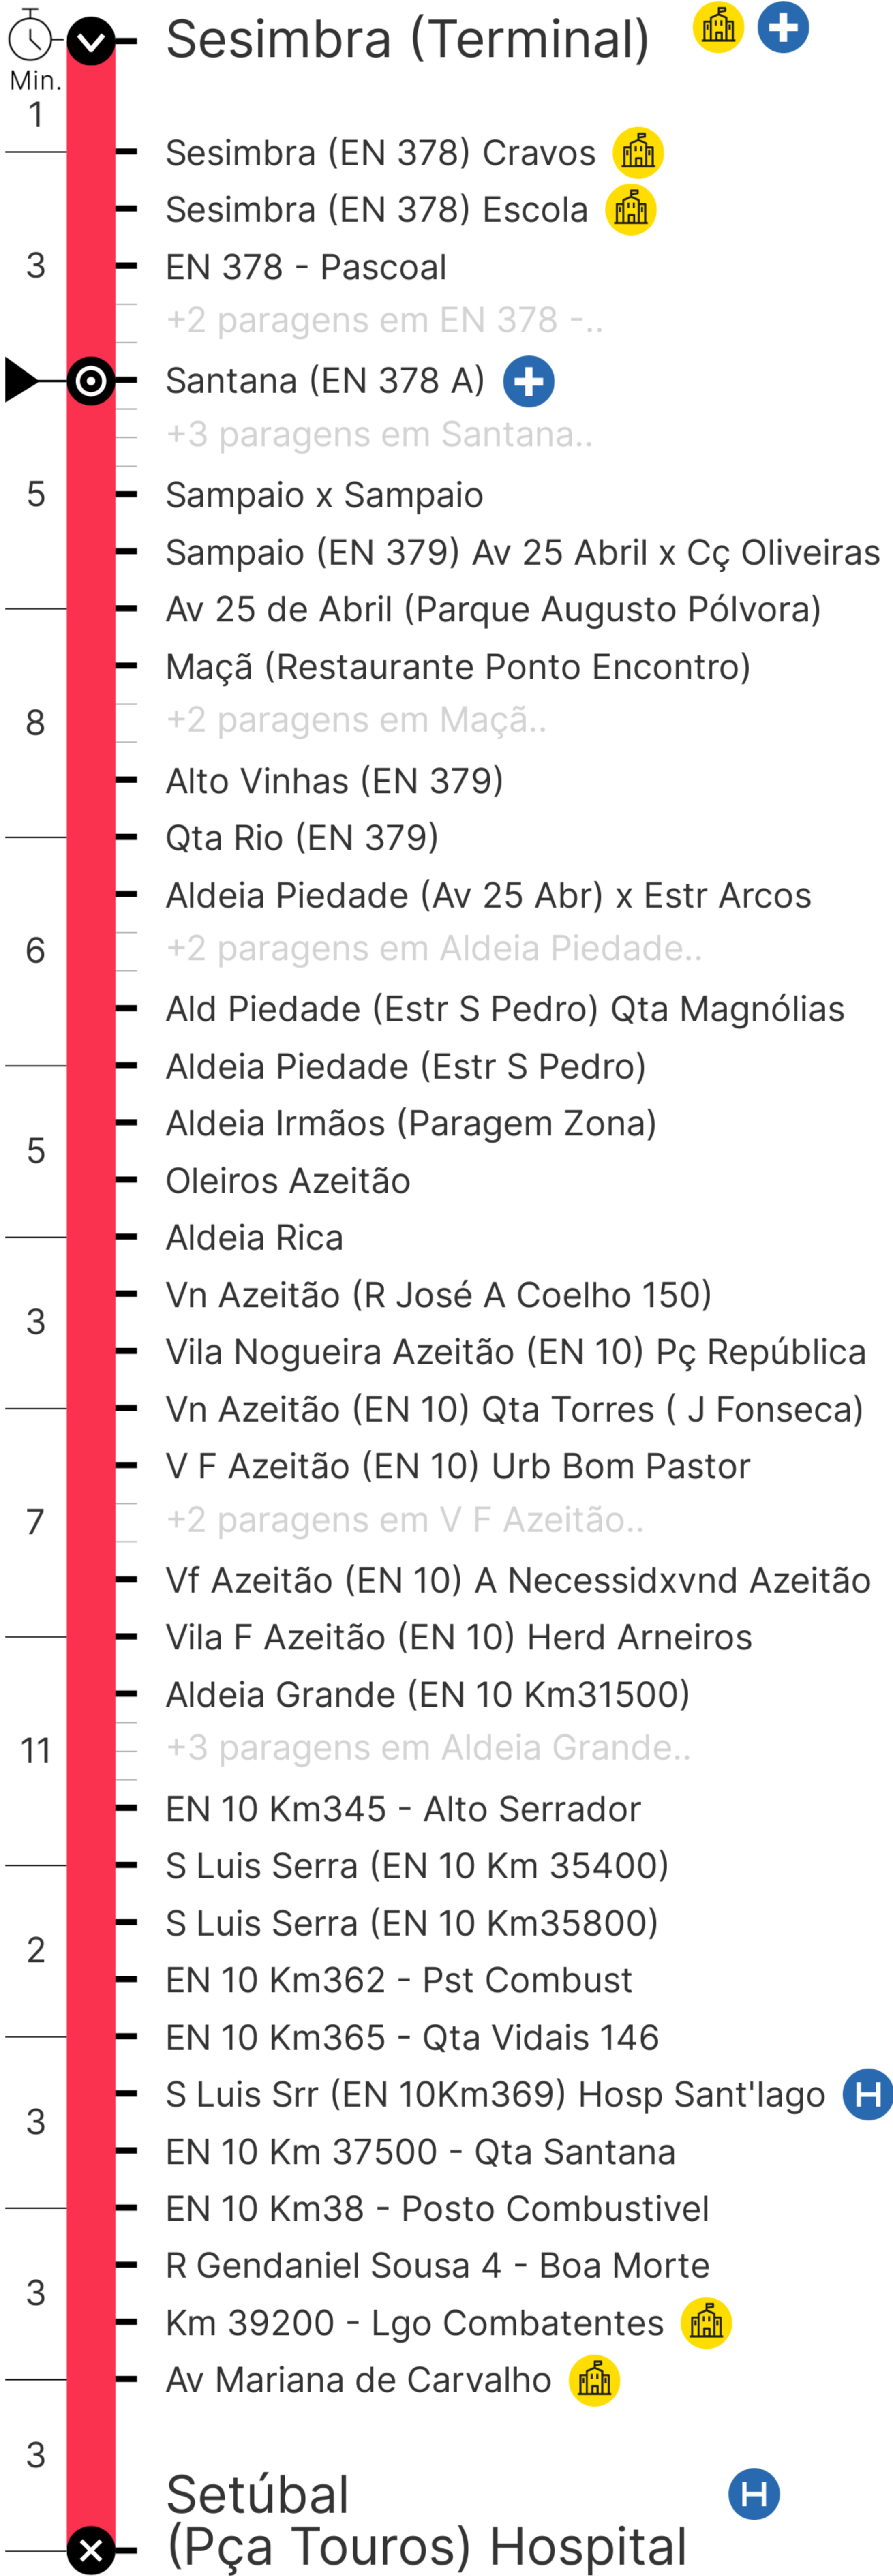 Sesimbra (Terminal)
Min.
1
Sesimbra (EN 378) Cravos
Sesimbra (EN 378) Escola
3
EN 378 - Pascoal
+2 paragens em EN 378 -..
Santana (EN 378 A)
+3 paragens em Santana..
5
Sampaio x Sampaio
Sampaio (EN 379) Av 25 Abril x Cç Oliveiras
Av 25 de Abril (Parque Augusto Pólvora)
Maçã (Restaurante Ponto Encontro)
8
+2 paragens em Maçã..
Alto Vinhas (EN 379)
Qta Rio (EN 379)
Aldeia Piedade (Av 25 Abr) x Estr Arcos
6
+2 paragens em Aldeia Piedade..
Ald Piedade (Estr S Pedro) Qta Magnólias
Aldeia Piedade (Estr S Pedro)
Aldeia Irmãos (Paragem Zona)
5
Oleiros Azeitão
Aldeia Rica
Vn Azeitão (R José A Coelho 150)
3
Vila Nogueira Azeitão (EN 10) Pç República
Vn Azeitão (EN 10) Qta Torres ( J Fonseca)
V F Azeitão (EN 10) Urb Bom Pastor
7
+2 paragens em V F Azeitão..
Vf Azeitão (EN 10) A Necessidxvnd Azeitão
Vila F Azeitão (EN 10) Herd Arneiros
Aldeia Grande (EN 10 Km31500)
11
+3 paragens em Aldeia Grande..
EN 10 Km345 - Alto Serrador
S Luis Serra (EN 10 Km 35400)
S Luis Serra (EN 10 Km35800)
2
EN 10 Km362 - Pst Combust
EN 10 Km365 - Qta Vidais 146
S Luis Srr (EN 10Km369) Hosp Sant'Iago H
3
EN 10 Km 37500 - Qta Santana
EN 10 Km38 - Posto Combustivel
R Gendaniel Sousa 4 - Boa Morte
3
Km 39200 - Lgo Combatentes
Av Mariana de Carvalho
3
Setúbal H
(Pça Touros) Hospital